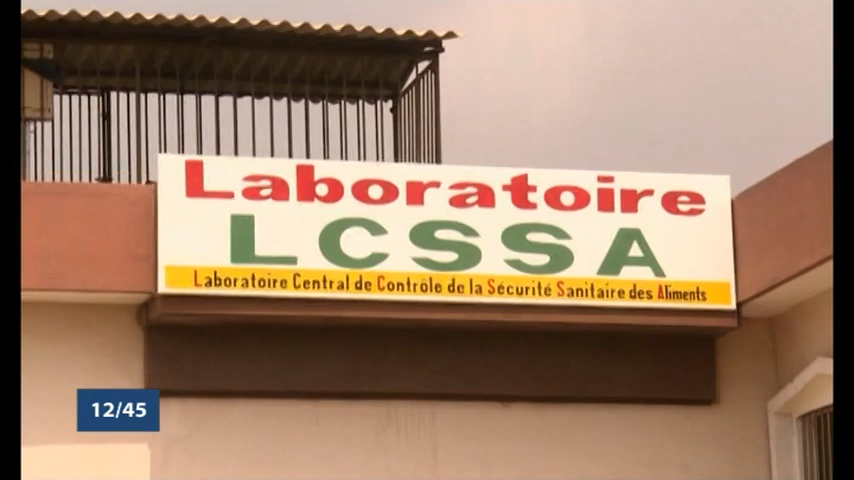 Laboratoire
LCSSA
Laboratoire Central de Contrôle de la Sécurité Sanitaire des Aliments
12/45